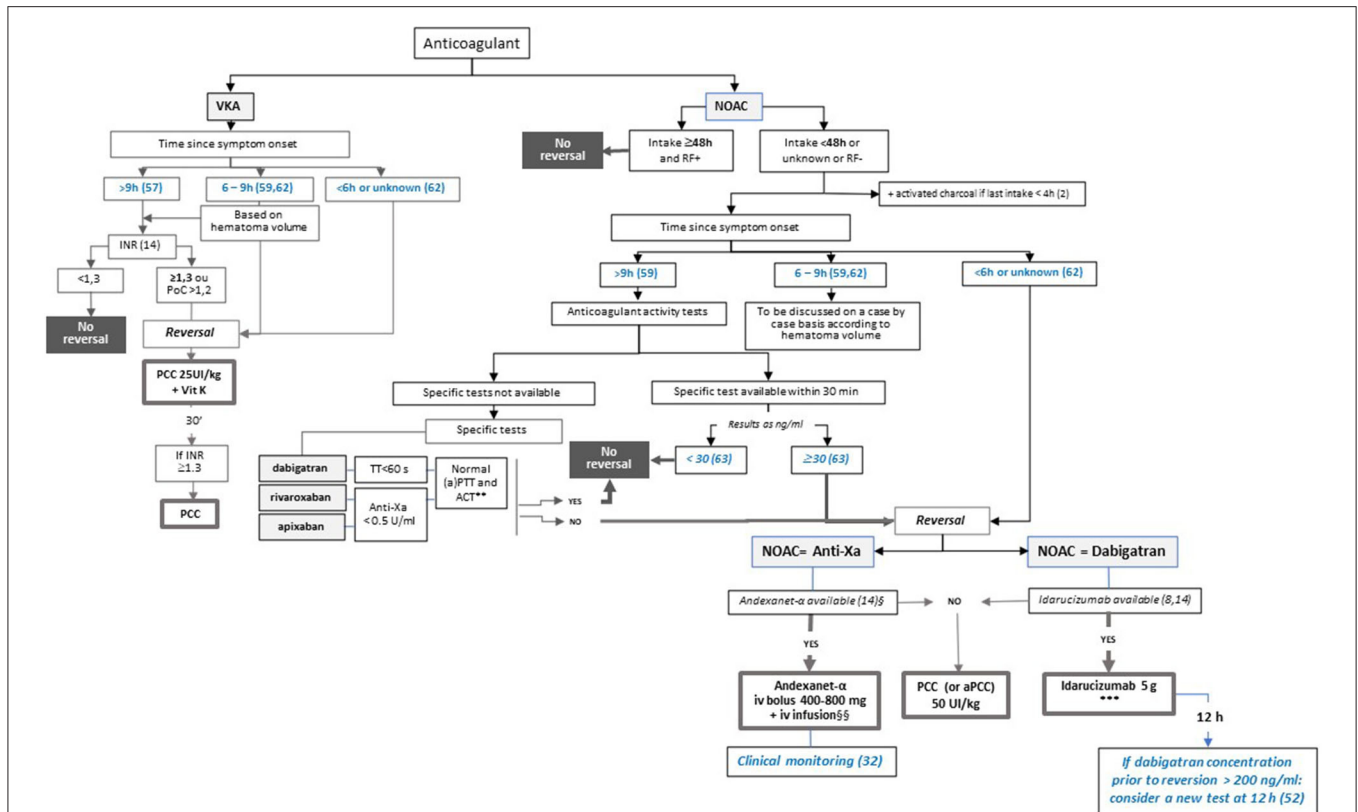 Anticoagulant
VKA
Time since symptom onset
>9h (57)
6 – 9h (59,62)
<6h or unknown (62)
Based on
hematoma volume
INR (14)
<1,3
≥1,3 ou
PoC >1,2
No
reversal
Reversal
PCC 25UI/kg
+ Vit K
30'
If INR
≥1.3
PCC
NOAC
No
reversal
Intake ≥48h
and RF+
Intake <48h or
unknown or RF-
+ activated charcoal if last intake < 4h (2)
Time since symptom onset
>9h (59)
6 – 9h (59,62)
<6h or unknown (62)
Anticoagulant activity tests
To be discussed on a case by
case basis according to
hematoma volume
Specific tests not available
Specific test available within 30 min
Specific tests
Results as ng/ml
No
reversal
< 30 (63)
≥30 (63)
dabigatran
TT<60 s
Normal
(a)PTT and
ACT**
rivaroxaban
Anti-Xa
<0.5 U/ml
apixaban
YES
NO
Reversal
NOAC= Anti-Xa
NOAC = Dabigatran
Andexanet-α available (14)§
NO
Idarucizumab available (8,14)
YES
YES
Andexanet-α
iv bolus 400-800 mg
+ iv infusion§§
PCC (or aPCC)
50 UI/kg
Idarucizumab 5 g
***
12 h
Clinical monitoring (32)
If dabigatran concentration
prior to reversion > 200 ng/ml:
consider a new test at 12 h (52)